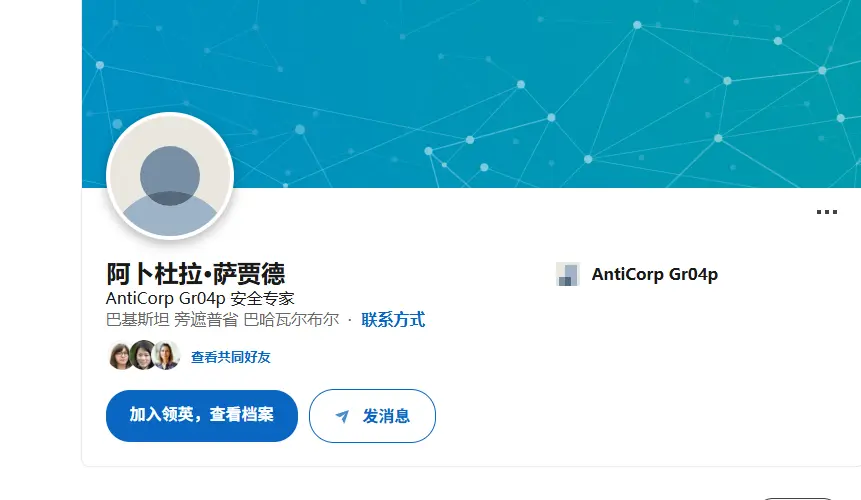 阿卜杜拉•萨贾德
AntiCorp Gr04p
AntiCorp Gr04p 安全专家
巴基斯坦 旁遮普省 巴哈瓦尔布尔 · 联系方式
查看共同好友
加入领英，查看档案
发消息